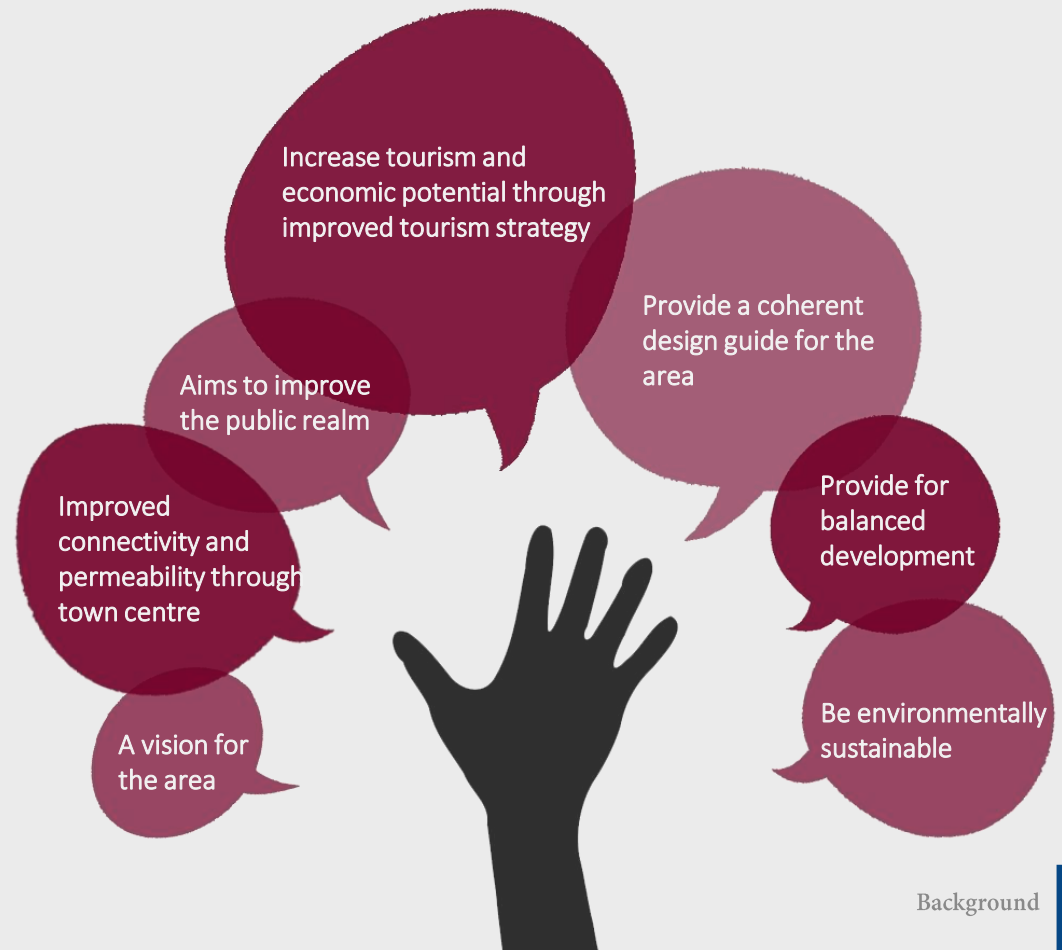 Increase tourism and
economic potential through
improved tourism strategy
Provide a coherent
design guide for the
area
Aims to improve
the public realm
Improved
connectivity and
permeability through
town centre
Provide for
balanced
development
A vision for
the area
Be environmentally
sustainable
Background